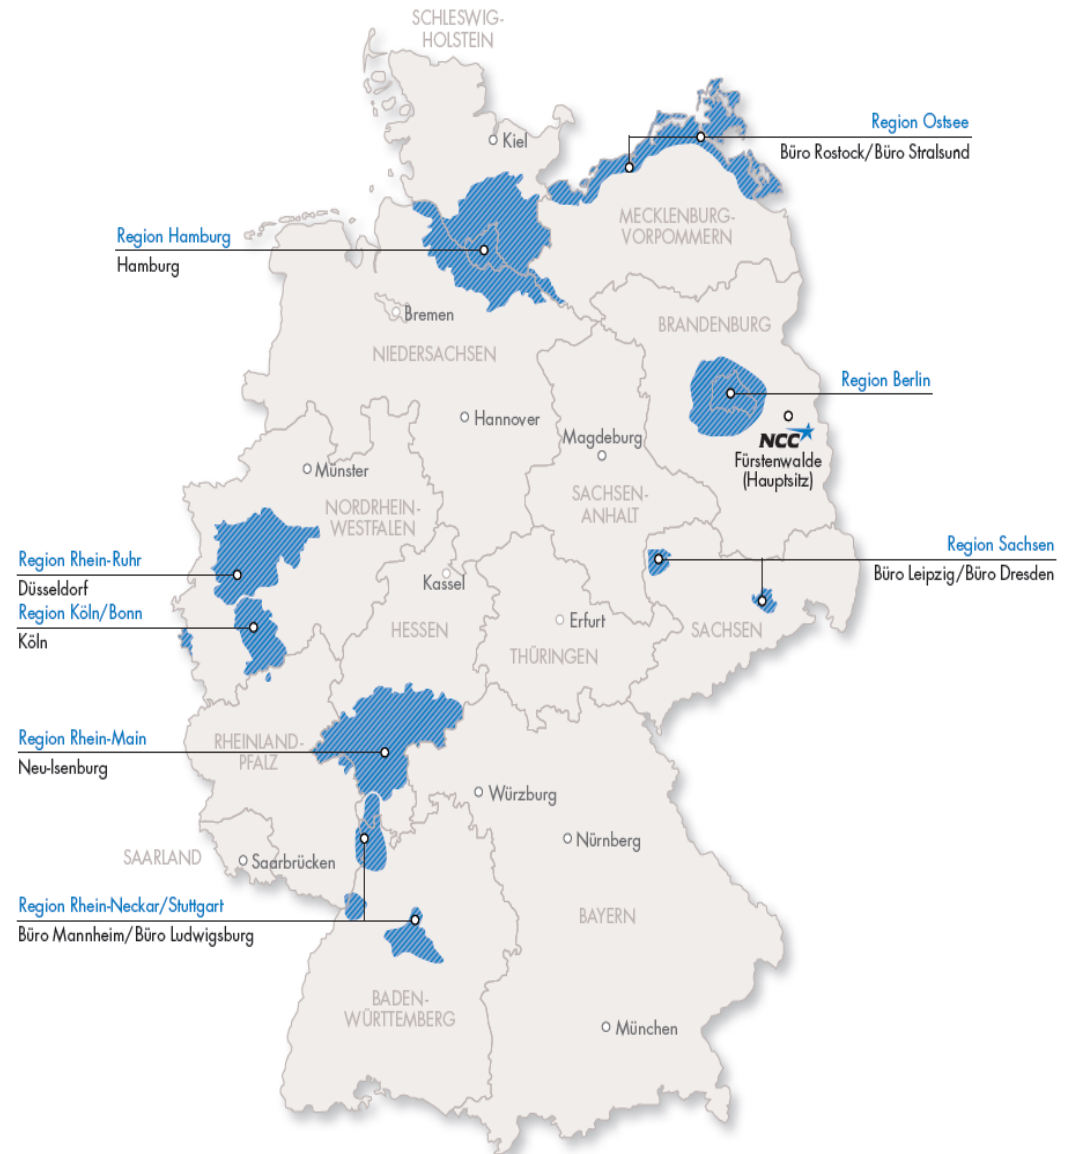 SCHLESWIG-
HOLSTEIN
Kiel
Region Ostsee
Büro Rostock/Büro Stralsund
MECKLENBURG-
VORPOMMERN
Region Hamburg
Hamburg
Bremen
BRANDENBURG
NIEDERSACHSEN
Region Berlin
Hannover
Magdeburg
NCC
Fürstenwalde
(Hauptsitz)
Münster
NORDRHEIN-
WESTFALEN
SACHSEN-
ANHALT
Region Sachsen
Büro Leipzig/Büro Dresden
Region Rhein-Ruhr
Düsseldorf
Kassel
Region Köln/Bonn
Köln
HESSEN
Erfurt
THÜRINGEN
SACHSEN
Region Rhein-Main
Neu-Isenburg
RHEINLAND-
PFALZ
Würzburg
Nürnberg
SAARLAND
Saarbrücken
Region Rhein-Neckar/Stuttgart
Büro Mannheim/Büro Ludwigsburg
BAYERN
BADEN-
WÜRTTEMBERG
München